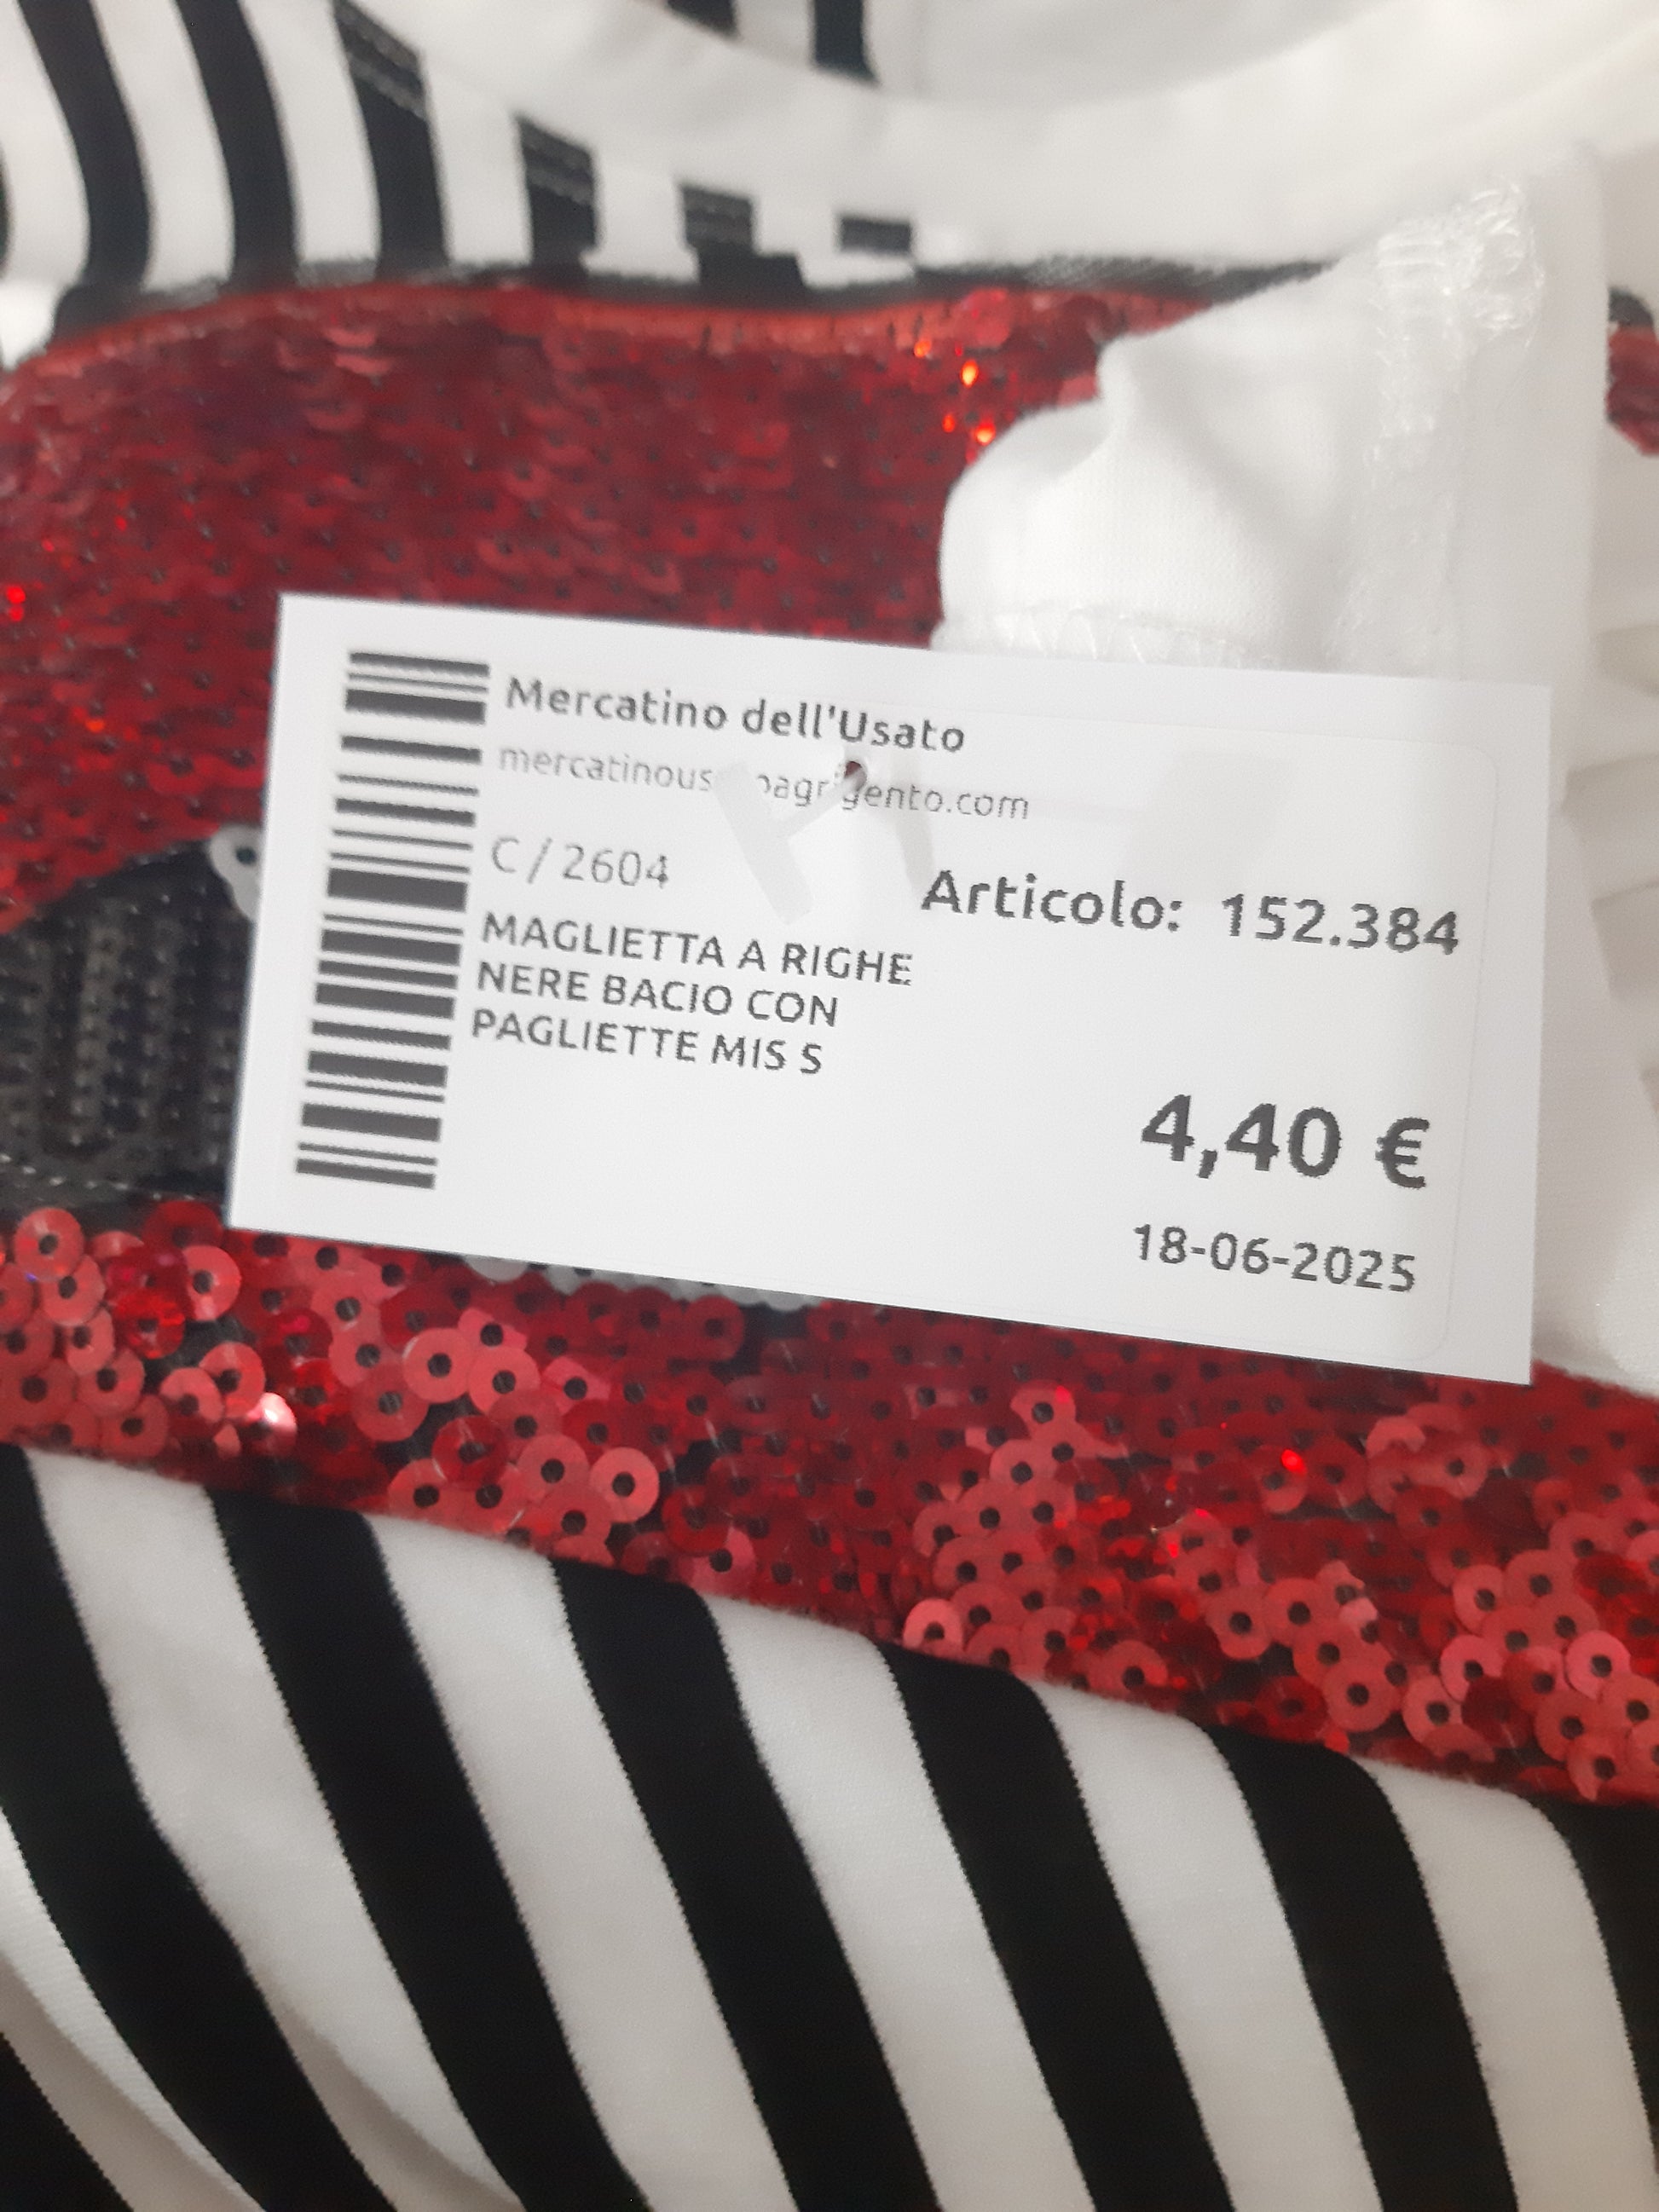 Mercatino dell'Usato
C / 2604
Articolo: 152.384
MAGLIETTA A RIGHE
NERE BACIO CON
PAGLIETTE MIS S
4,40 €
18-06-2025